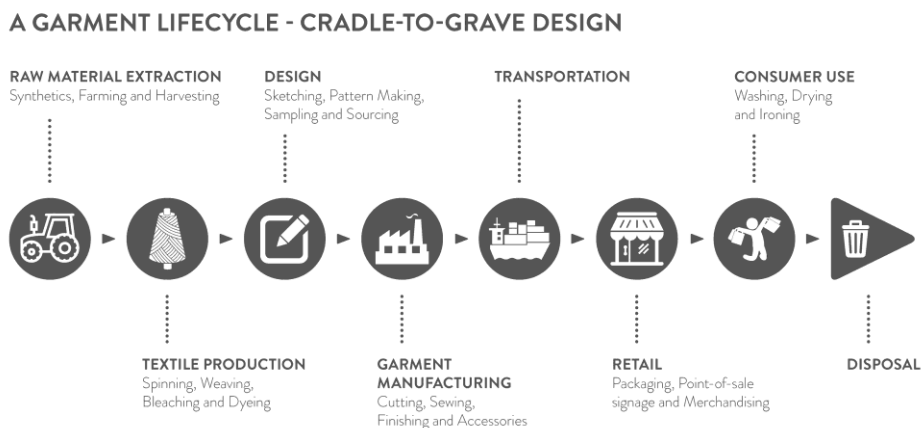 A GARMENT LIFECYCLE - CRADLE-TO-GRAVE DESIGN
RAW MATERIAL EXTRACTION
Synthetics, Farming and Harvesting
DESIGN
Sketching, Pattern Making,
Sampling and Sourcing
TRANSPORTATION
CONSUMER USE
Washing, Drying
and Ironing
TEXTILE PRODUCTION
Spinning, Weaving,
Bleaching and Dyeing
GARMENT
MANUFACTURING
Cutting, Sewing,
Finishing and Accessories
RETAIL
Packaging, Point-of-sale
signage and Merchandising
DISPOSAL